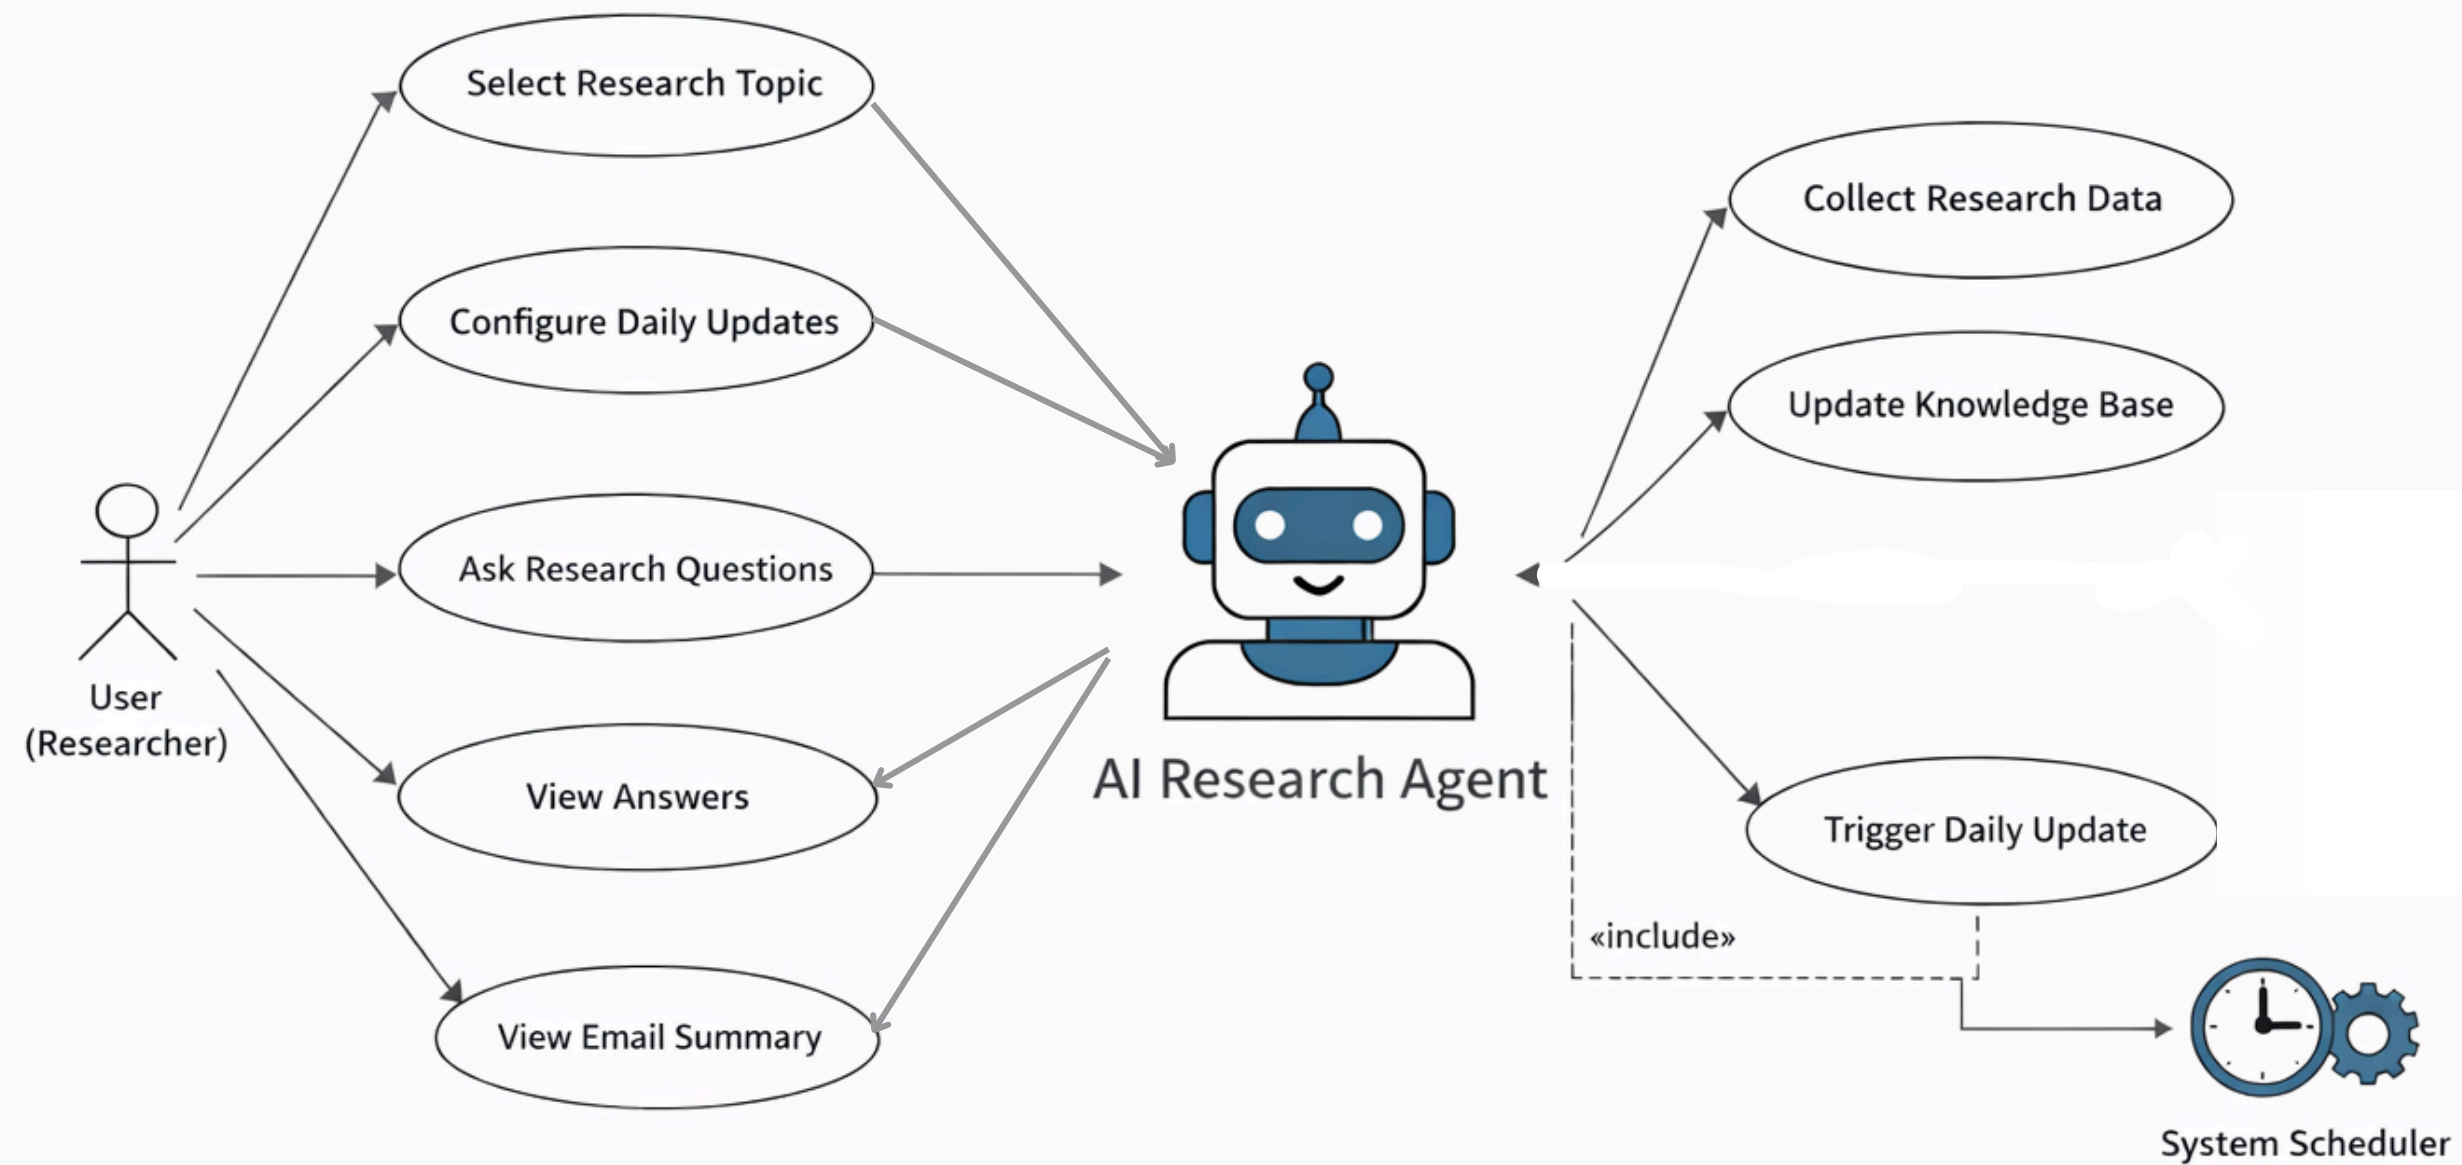 Select Research Topic
Configure Daily Updates
Ask Research Questions
View Answers
View Email Summary
User
(Researcher)
AI Research Agent
Collect Research Data
Update Knowledge Base
Trigger Daily Update
«include»
System Scheduler